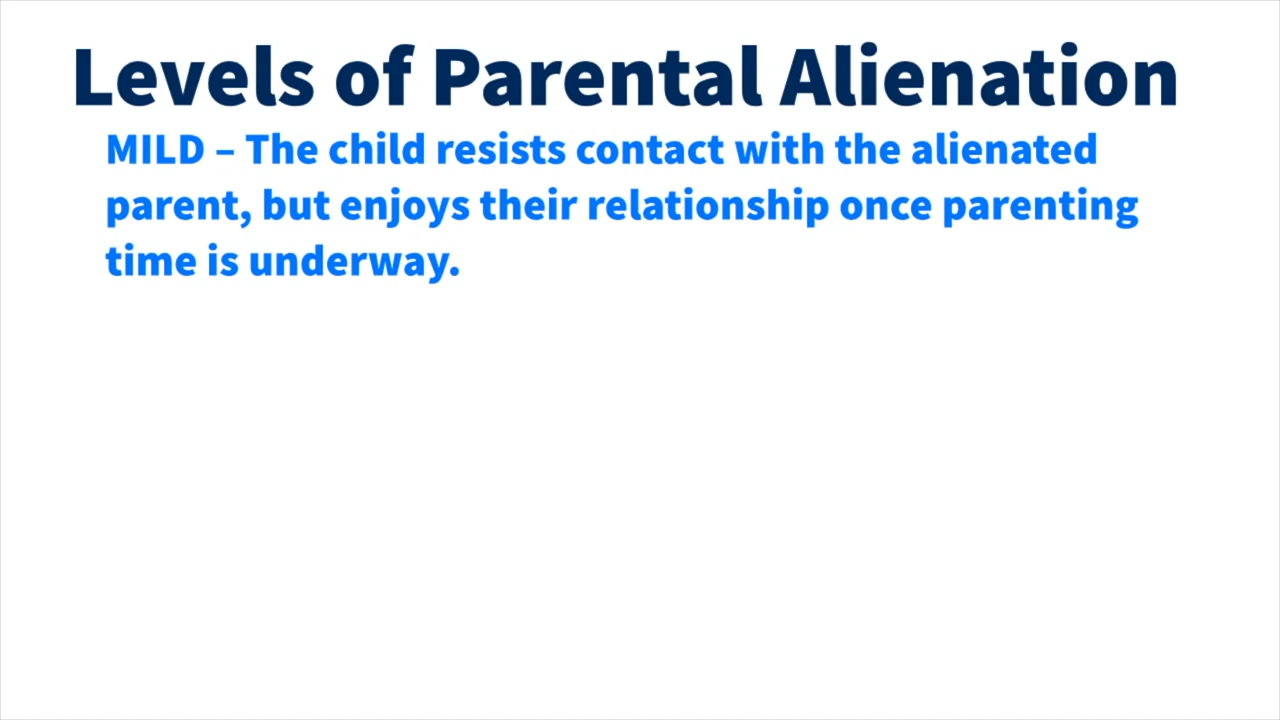 Levels of Parental Alienation
MILD – The child resists contact with the alienated
parent, but enjoys their relationship once parenting
time is underway.